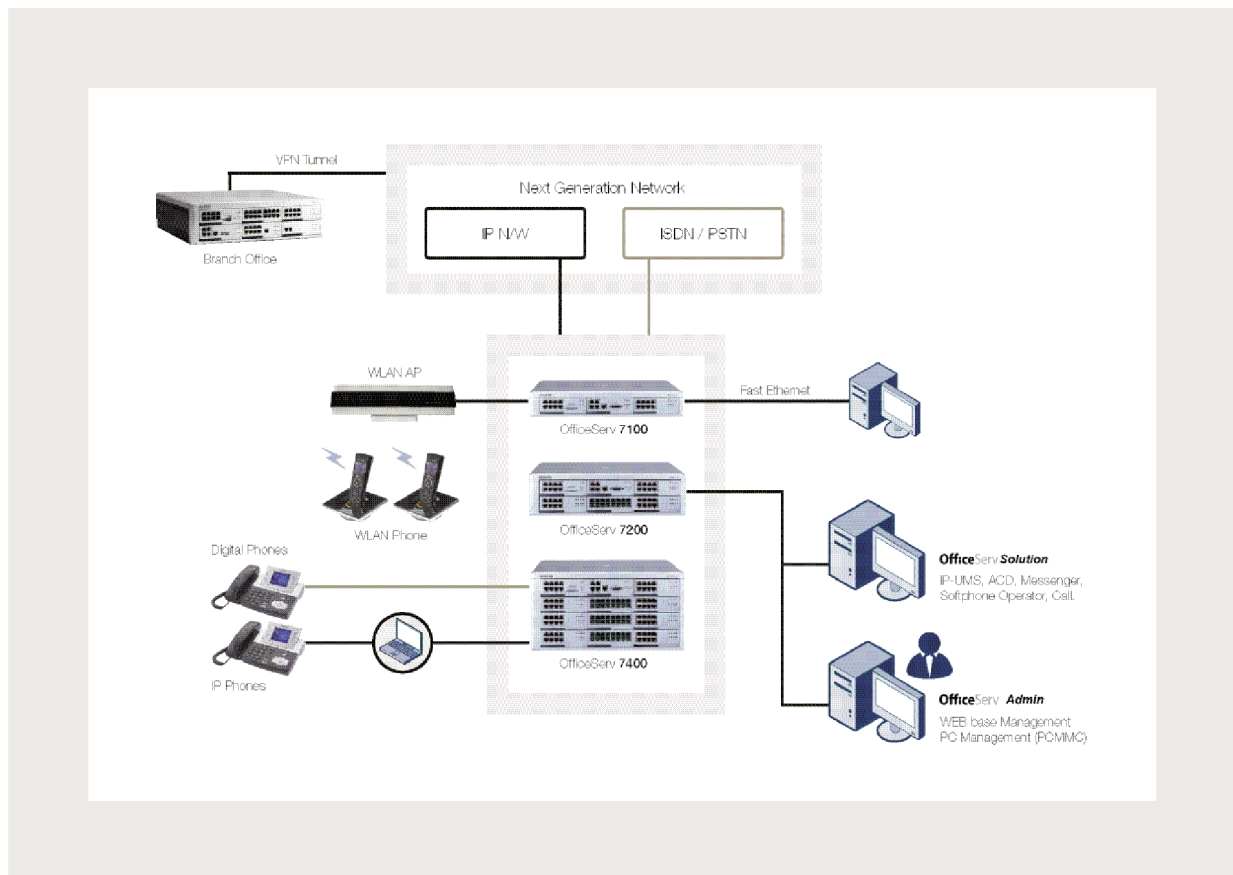 VPN Tunnel
Next Generation Network
IP N/W
ISDN / PSTN
Branch Office
WLAN AP
Fast Ethernet
OfficeServ 7100
WLAN Phone
OfficeServ 7200
Digital Phones
OfficeServ Solution
IP-UMS, ACD, Messenger,
Softphone Operator, Call.
OfficeServ 7400
IP Phones
OfficeServ Admin
WEB base Management
PC Management (PCMMC)